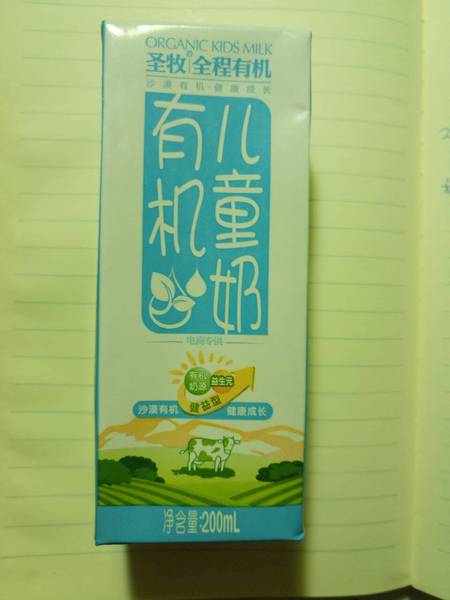 ORGANIC KIDS MILK
圣牧®全程有机
沙漠有机·健康成长
有机
儿童奶
电商专供
有机
奶源
益生元
健益型
沙漠有机
健康成长
净含量:200mL